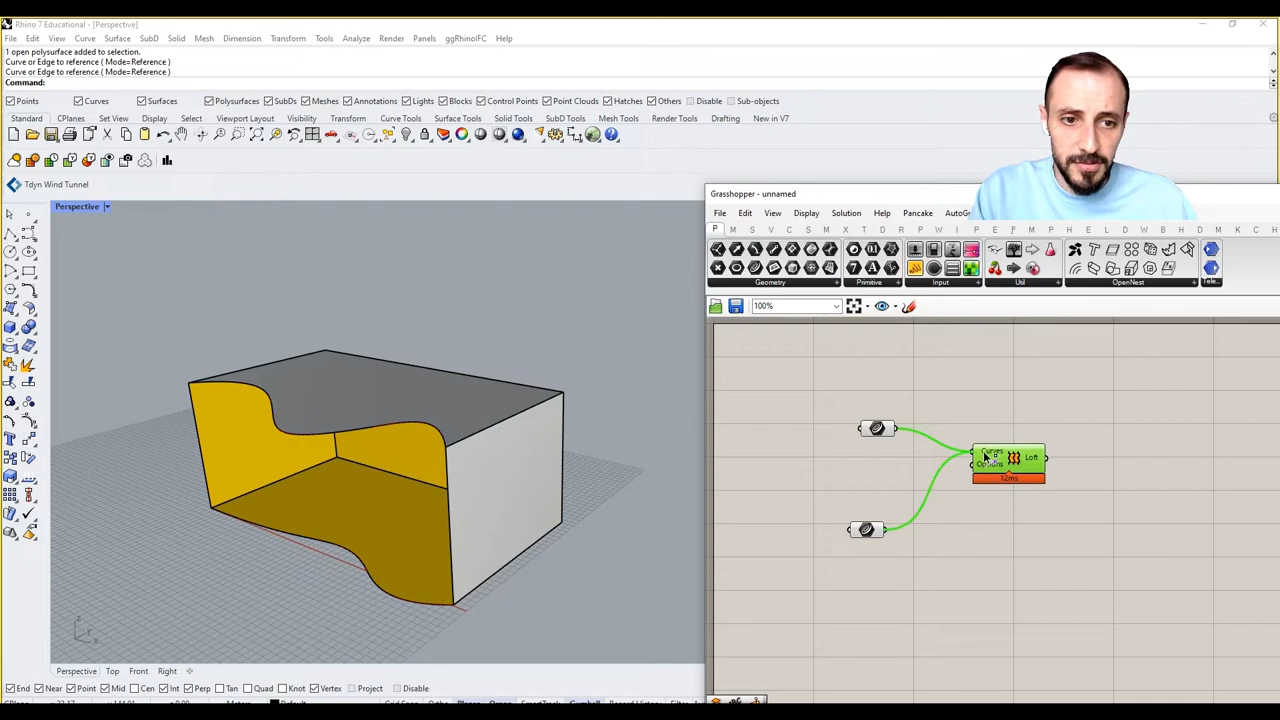 Rhino 7 Educational - [Perspective]
File Edit View Curve Surface SubD Solid Mesh Dimension Transform Tools Analyze Render Panels ggRhinoIFC Help
1 open polysurface added to selection.
Curve or Edge to reference ( Mode=Reference )
Curve or Edge to reference ( Mode=Reference )
Command:
Points Curves Surfaces Polysurfaces SubDs Meshes Annotations Lights Blocks Control Points Point Clouds Hatches Others Disable Sub-objects
Standard CPlanes Set View Display Select Viewport Layout Visibility Transform Curve Tools Surface Tools Solid Tools SubD Tools Mesh Tools Render Tools Drafting New in V7
Tdyn Wind Tunnel
Perspective
Grasshopper - unnamed
File Edit View Display Solution Help Pancake
P M S V C S M I X T D R
Geometry Primitive Input Util OpenNest Tele...
100%
Curves
Options
Loft
12ms
z
y
x
Perspective Top Front Right
End Near Point Mid Cen Int Perp Tan Quad Knot Vertex Project Disable